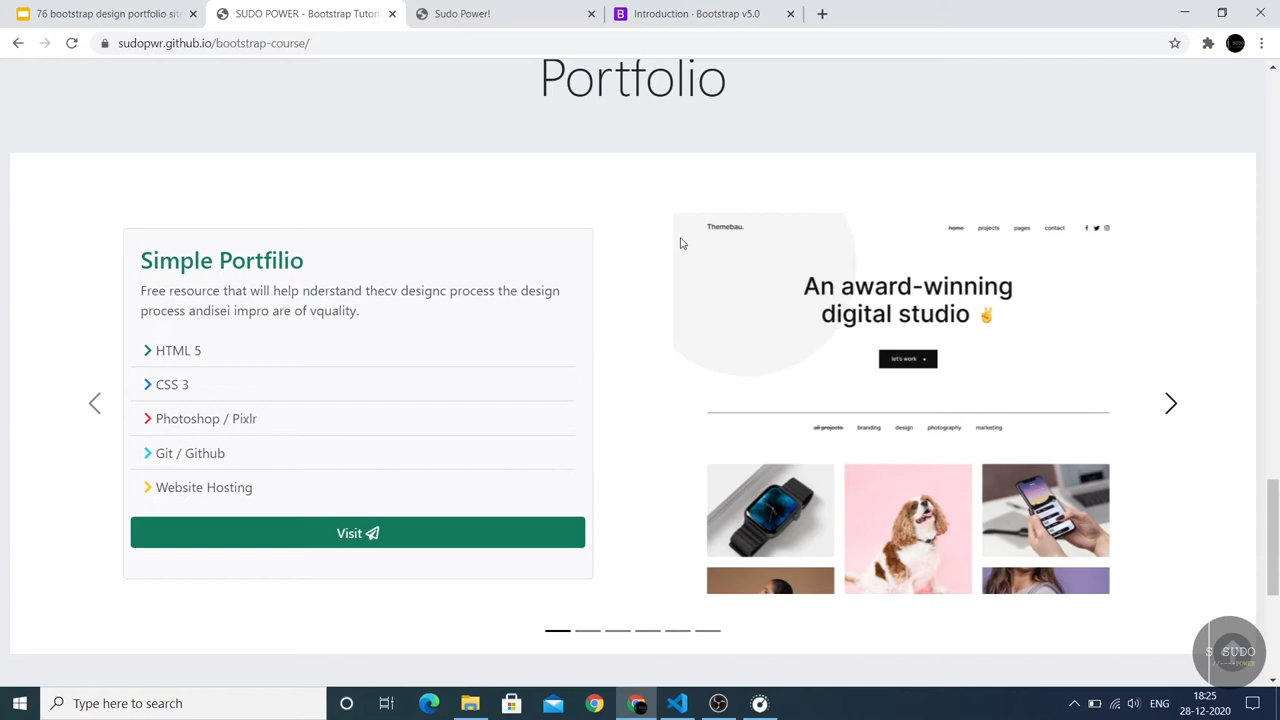 76 bootstrap design potfolio sit
SUDO POWER - Bootstrap Tutori
Sudo Power!
Introduction · Bootstrap v5.0
sudopwr.github.io/bootstrap-course/
Portfolio
Simple Portfilio
Free resource that will help nderstand thecv designc process the design
process andisei impro are of vquality.
HTML 5
CSS 3
Photoshop / Pixlr
Git / Github
Website Hosting
Visit
Themebau.
home projects pages contact
An award-winning
digital studio ✌
let's work
all projects branding design photography marketing
$ SUDO
//----POWER
Type here to search
ENG
18:25
28-12-2020